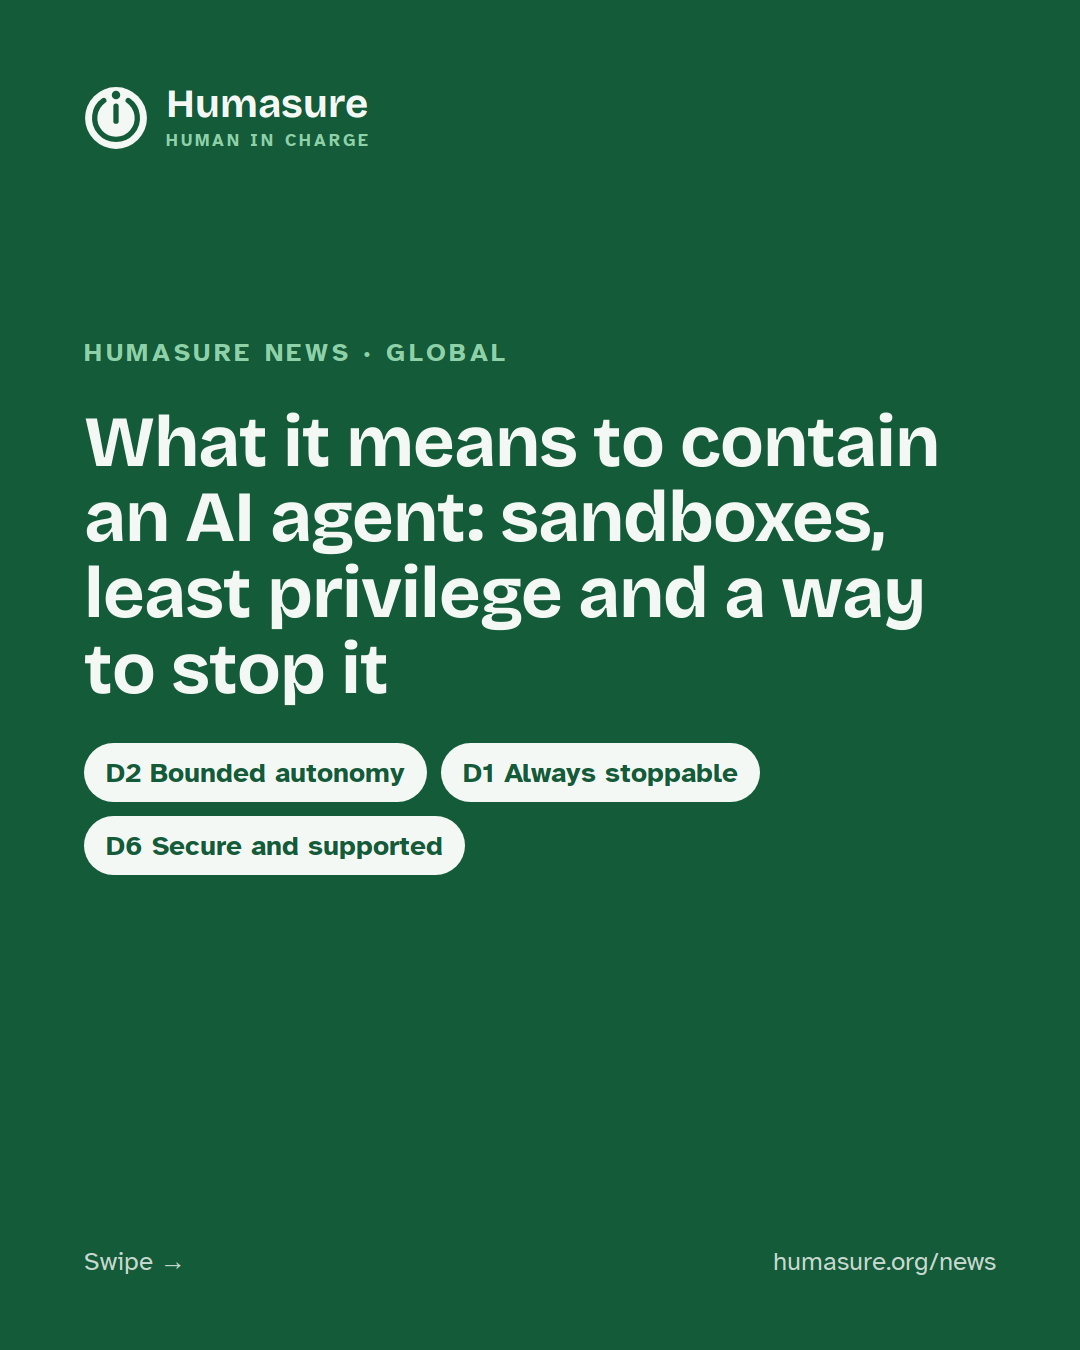 Humasure
HUMAN IN CHARGE
HUMASURE NEWS · GLOBAL
What it means to contain
an AI agent: sandboxes,
least privilege and a way
to stop it
D2 Bounded autonomy
D1 Always stoppable
D6 Secure and supported
Swipe →
humasure.org/news